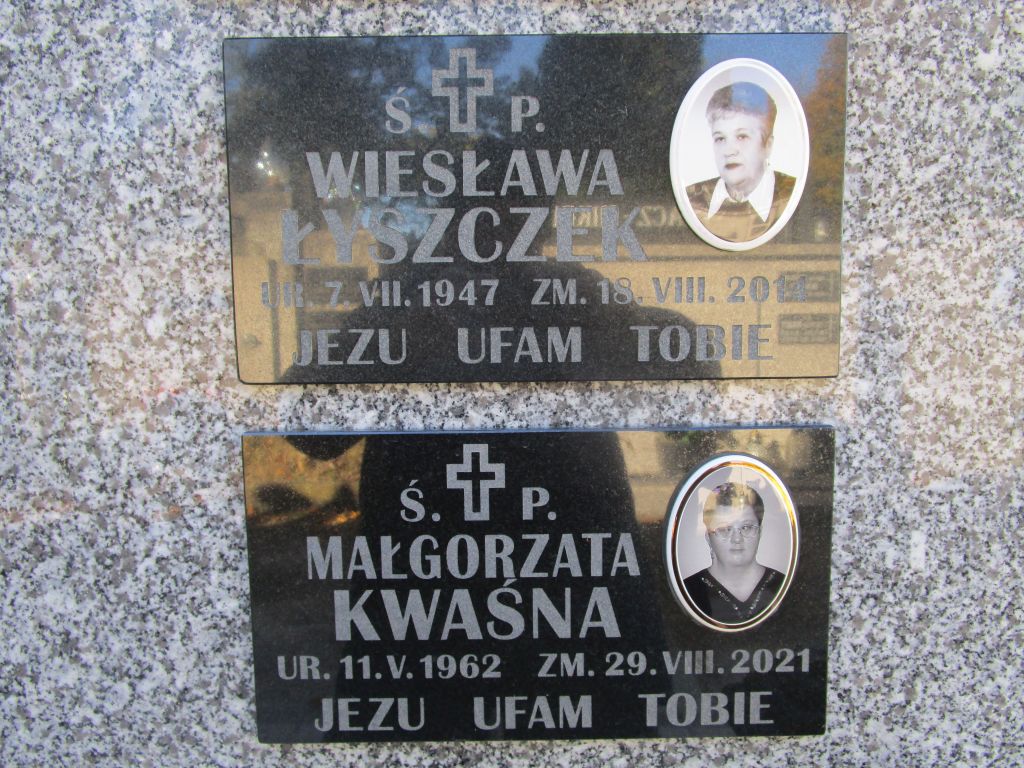 Ś. P.
WIESŁAWA
ŁYSZCZEK
UR. 7. VII. 1947 ZM. 18. VIII. 2014
JEZU UFAM TOBIE
Ś. P.
MAŁGORZATA
KWAŚNA
UR. 11. V. 1962 ZM. 29. VIII. 2021
JEZU UFAM TOBIE